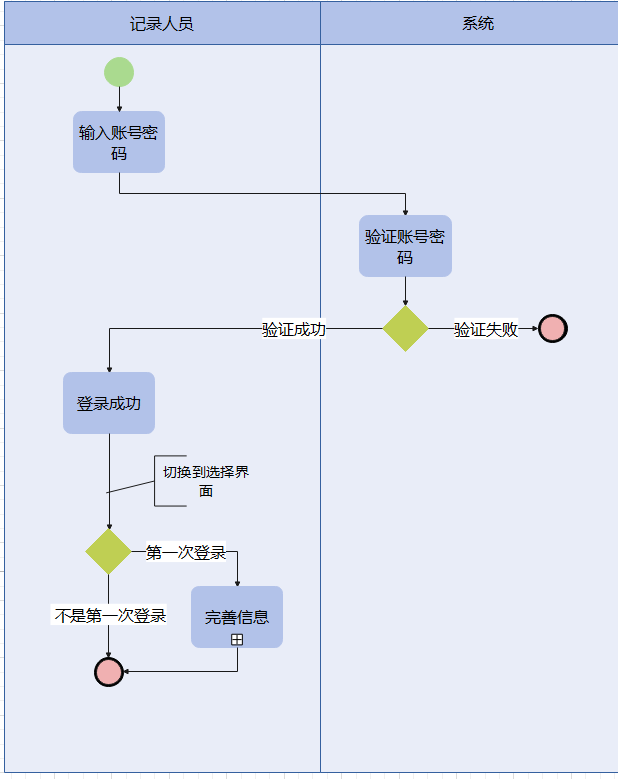 记录人员
系统
输入账号密
码
验证账号密
码
验证成功
验证失败
登录成功
切换到选择界
面
第一次登录
不是第一次登录
完善信息